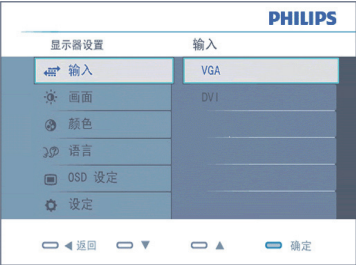 PHILIPS
显示器设置 输入
输入 VGA
画面 DVI
颜色
语言
OSD 设定
设定
返回 确定